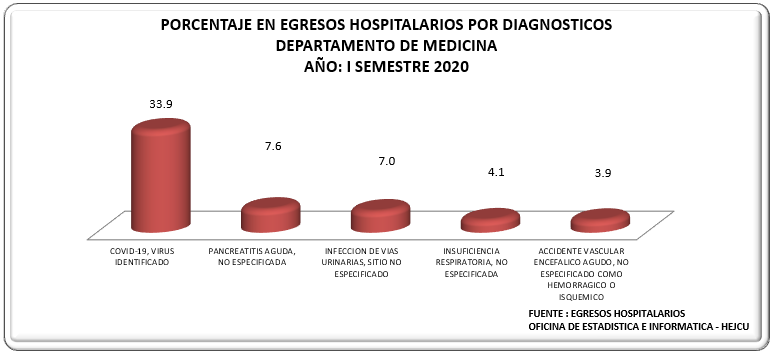 PORCENTAJE EN EGRESOS HOSPITALARIOS POR DIAGNOSTICOS
DEPARTAMENTO DE MEDICINA
AÑO: I SEMESTRE 2020
33.9
7.6
7.0
4.1
3.9
COVID-19, VIRUS
IDENTIFICADO
PANCREATITIS AGUDA,
NO ESPECIFICADA
INFECCION DE VIAS
URINARIAS, SITIO NO
ESPECIFICADO
INSUFICIENCIA
RESPIRATORIA, NO
ESPECIFICADA
ACCIDENTE VASCULAR
ENCEFALICO AGUDO, NO
ESPECIFICADO COMO
HEMORRAGICO O
ISQUEMICO
FUENTE : EGRESOS HOSPITALARIOS
OFICINA DE ESTADISTICA E INFORMATICA - HEJCU